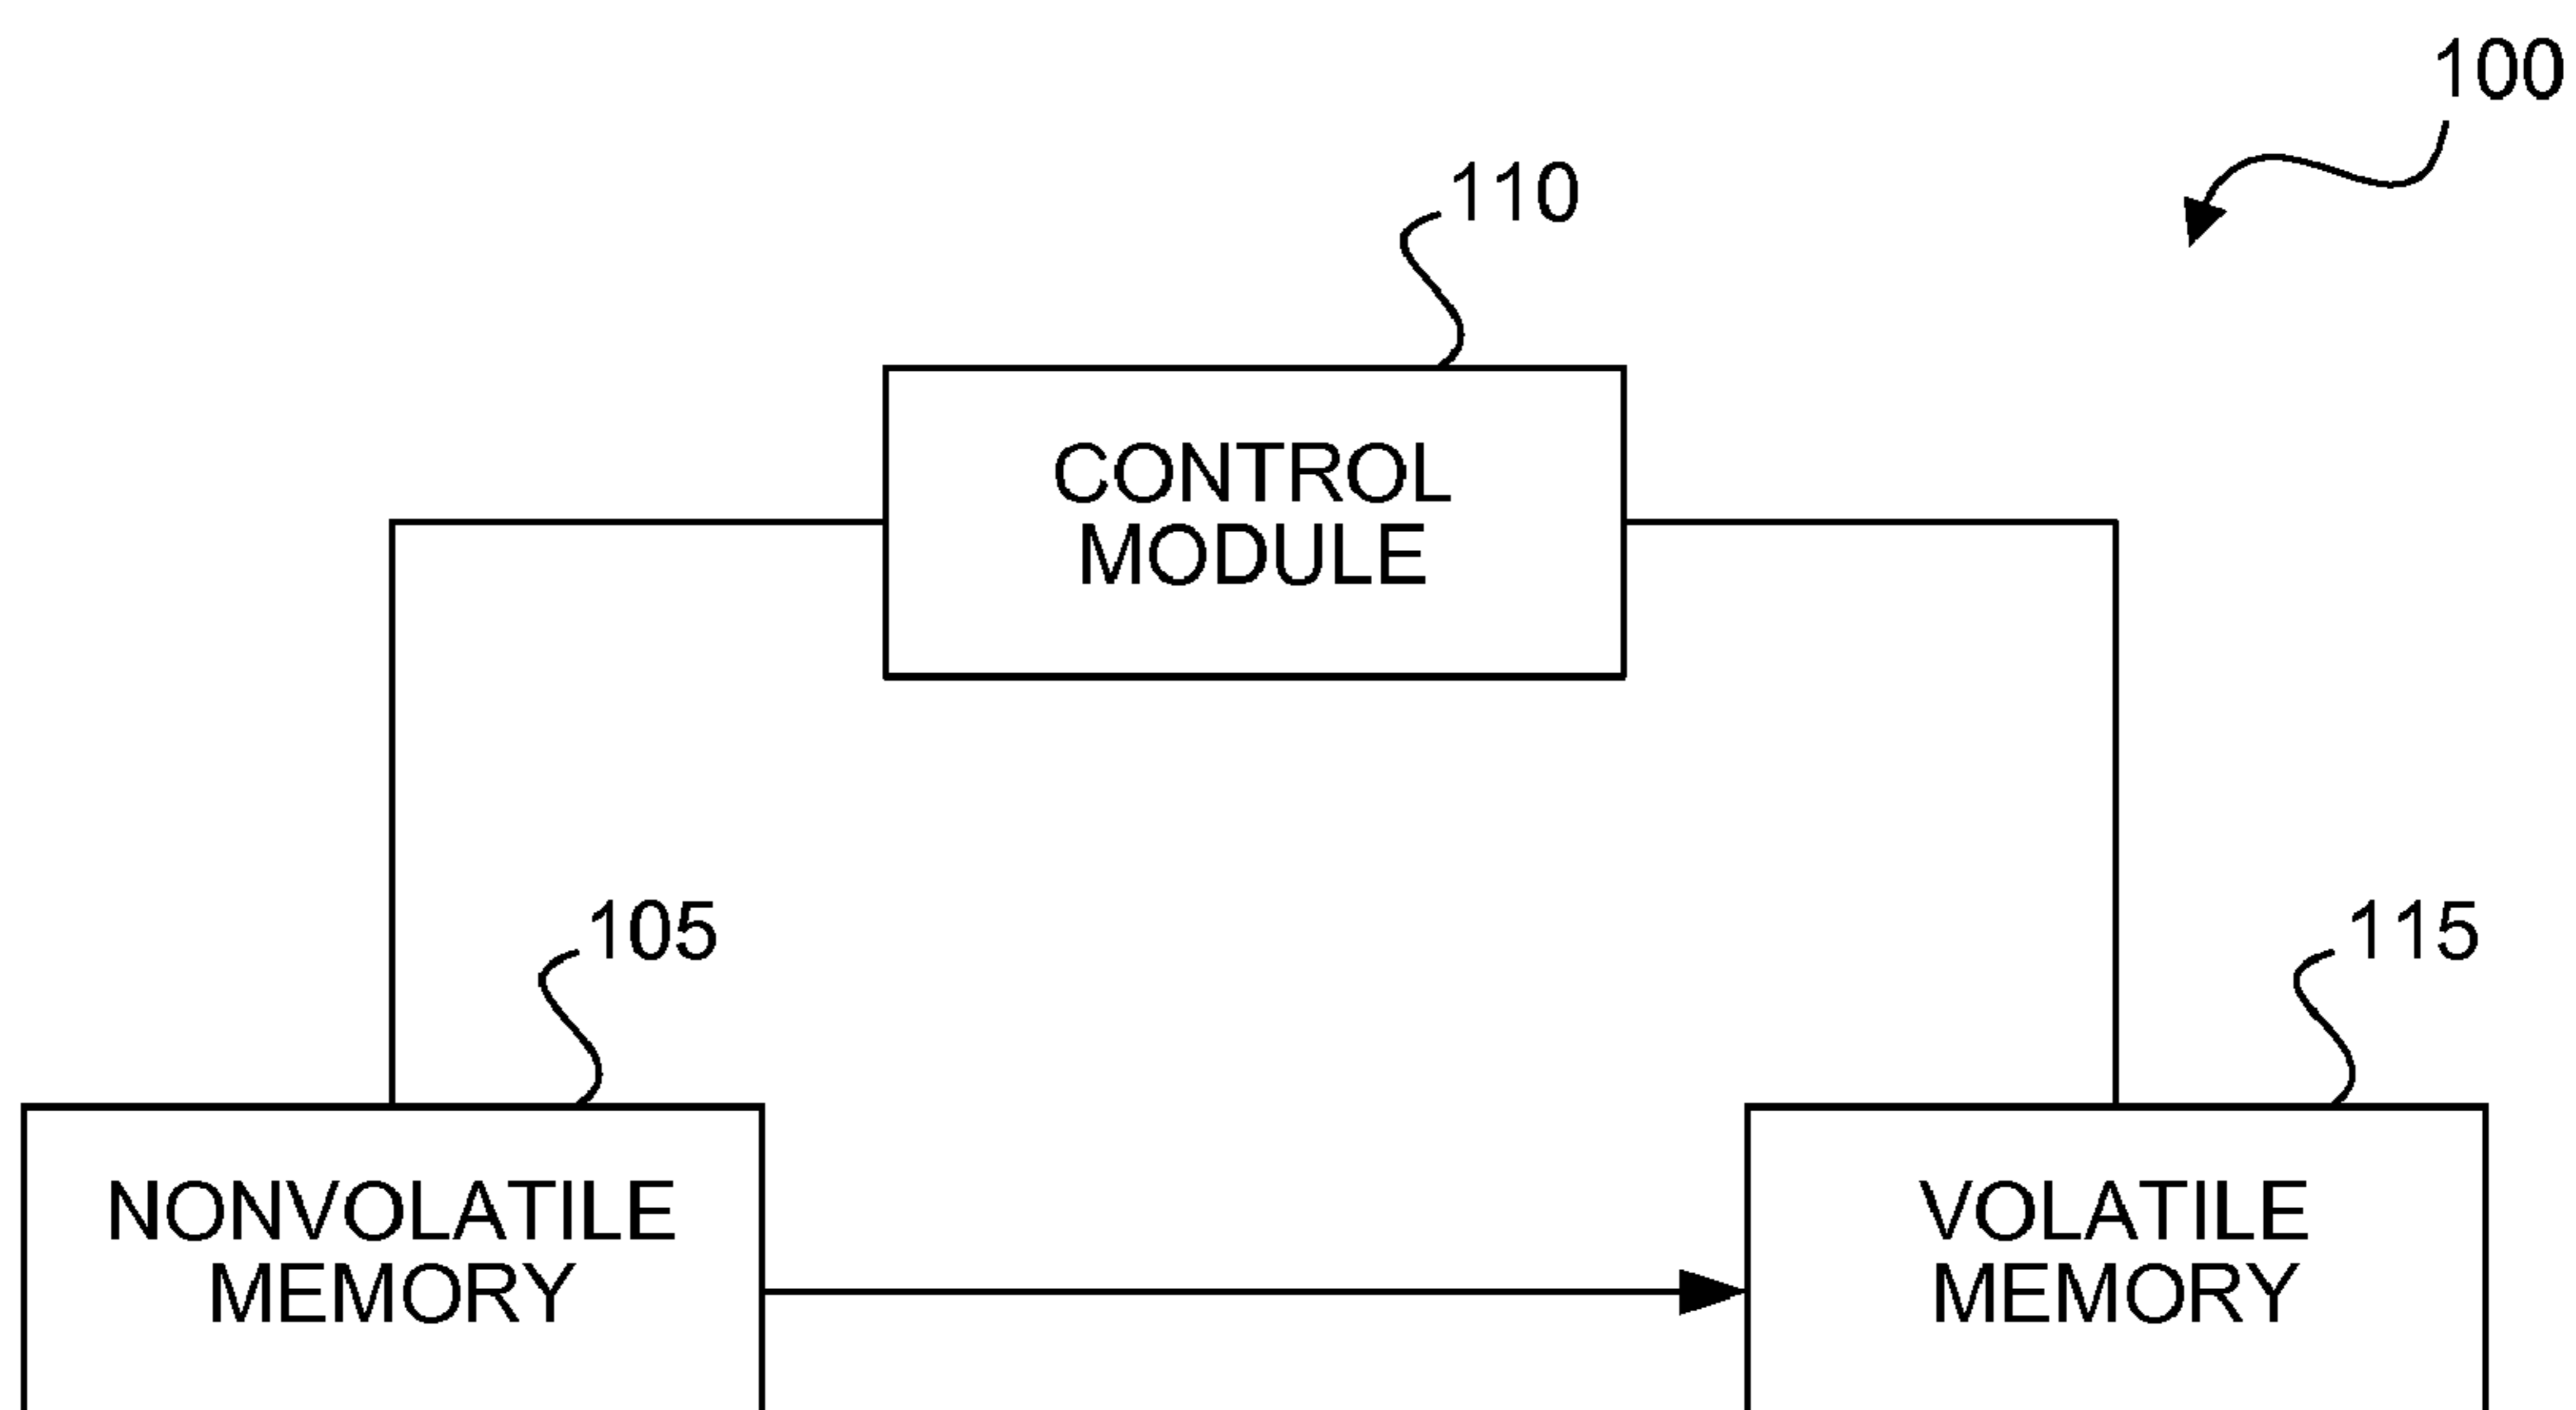 100
110
CONTROL
MODULE
105
115
NONVOLATILE
MEMORY
VOLATILE
MEMORY